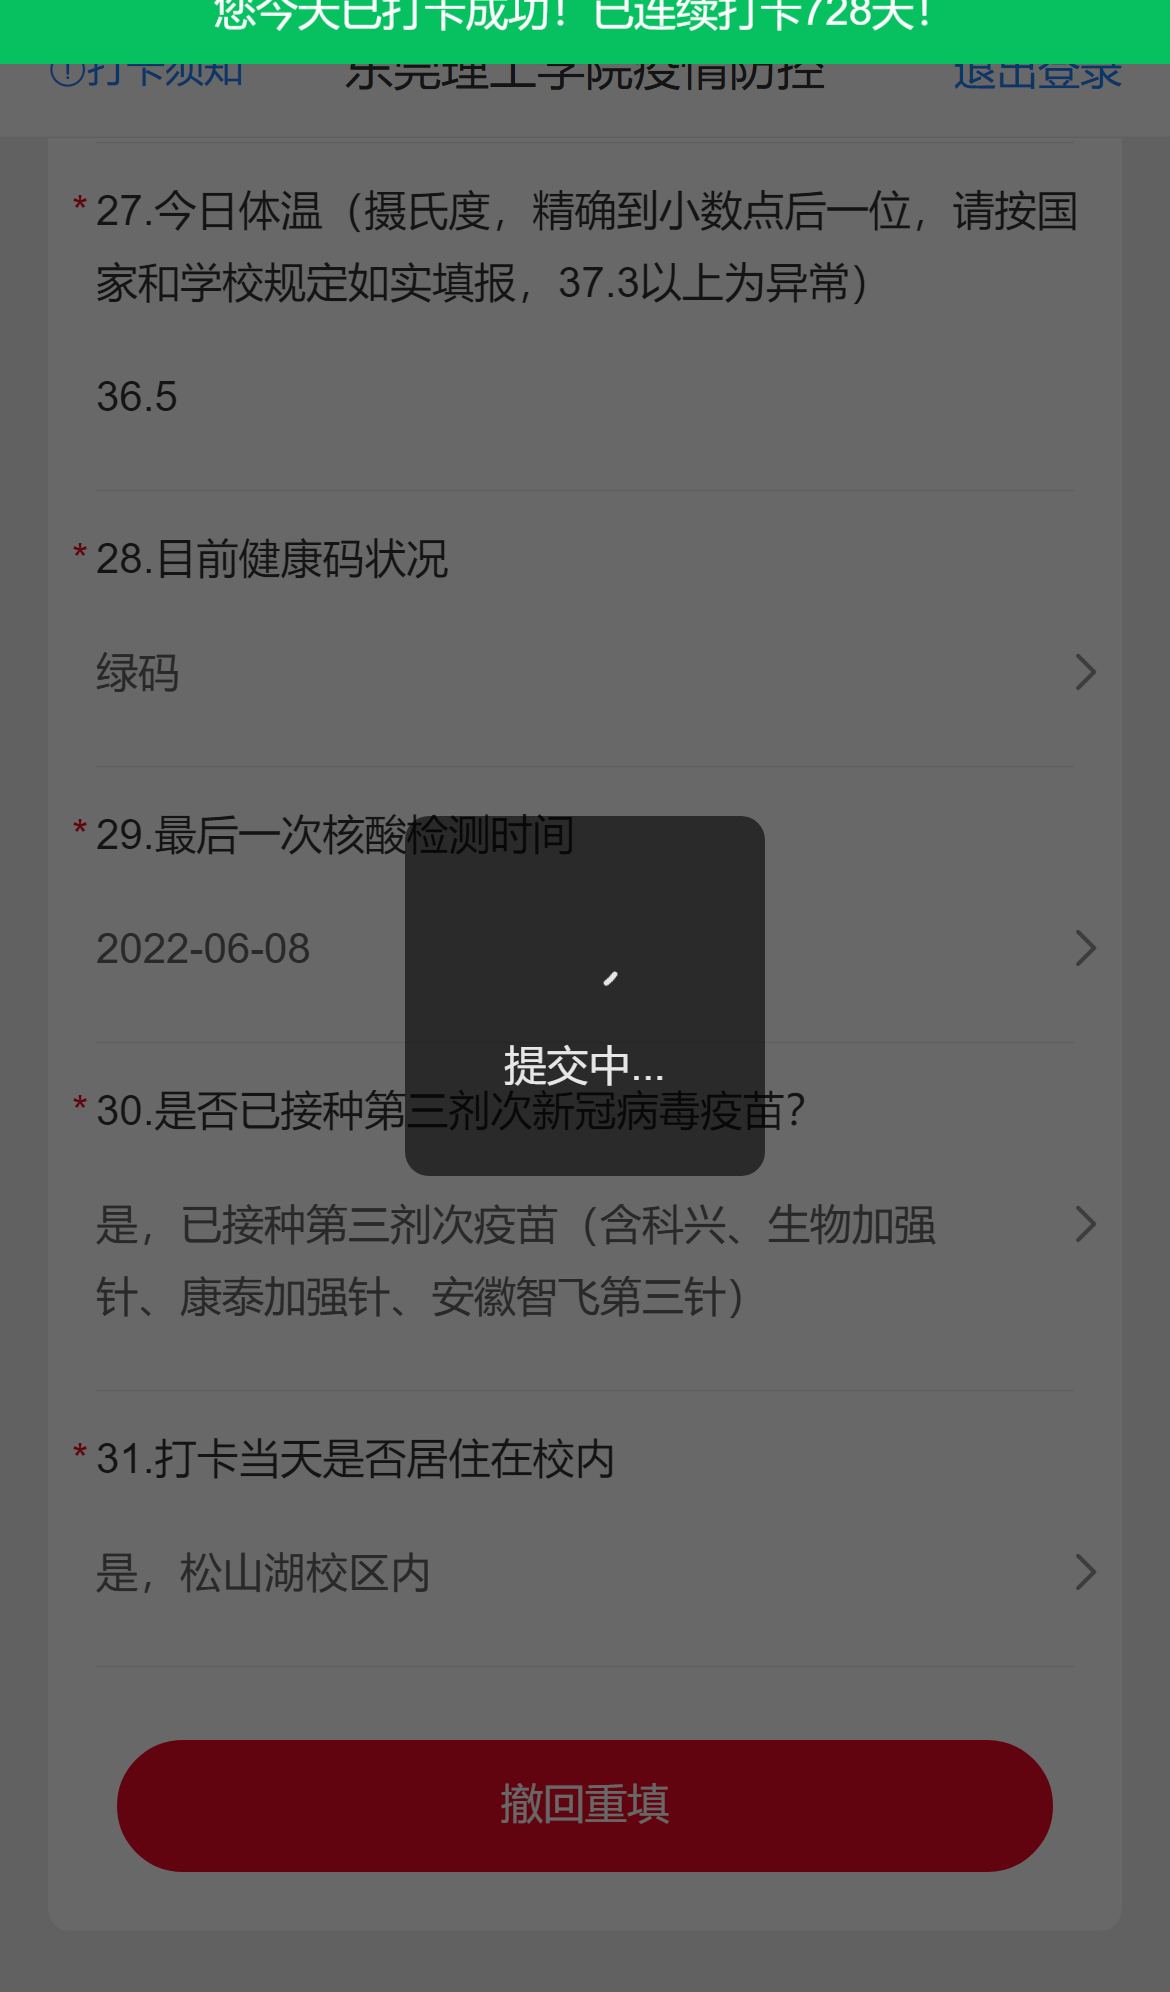 您今天已打卡成功！已连续打卡728天！
打卡须知
东莞理工学院疫情防控
退出登录
* 27.今日体温（摄氏度，精确到小数点后一位，请按国
家和学校规定如实填报，37.3以上为异常）
36.5
* 28.目前健康码状况
绿码
* 29.最后一次核酸检测时间
2022-06-08
提交中...
* 30.是否已接种第三剂次新冠病毒疫苗？
是，已接种第三剂次疫苗（含科兴、生物加强
针、康泰加强针、安徽智飞第三针）
* 31.打卡当天是否居住在校内
是，松山湖校区内
撤回重填